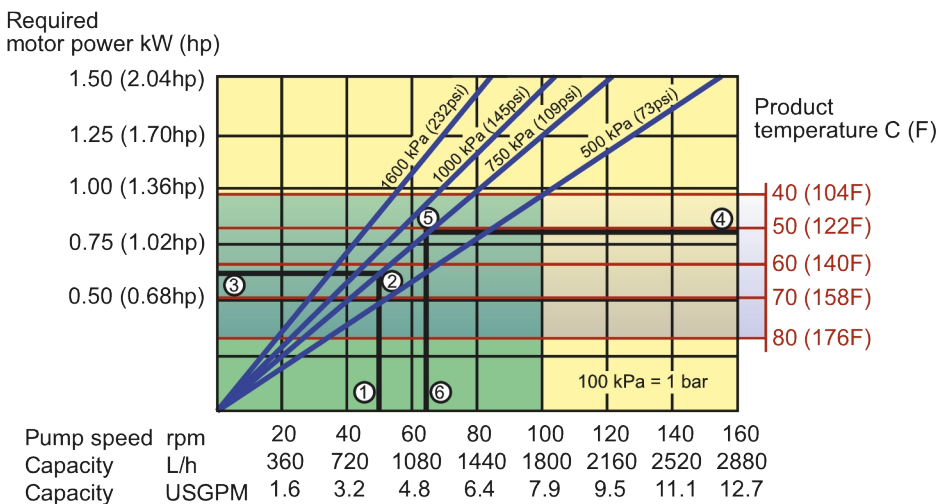 Required
motor power kW (hp)
1.50 (2.04hp)
1.25 (1.70hp)
1.00 (1.36hp)
0.75 (1.02hp)
0.50 (0.68hp)
1600 kPa (232psi)
1000 kPa (145psi)
750 kPa (109psi)
500 kPa (73psi)
Product
temperature C (F)
40 (104F)
50 (122F)
60 (140F)
70 (158F)
80 (176F)
5
4
3
2
1
6
100 kPa = 1 bar
Pump speed rpm 20 40 60 80 100 120 140 160
Capacity L/h 360 720 1080 1440 1800 2160 2520 2880
Capacity USGPM 1.6 3.2 4.8 6.4 7.9 9.5 11.1 12.7